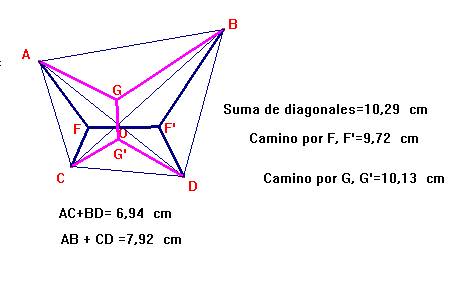 B
A
G
Suma de diagonales=10,29 cm
F
O
F'
Camino por F, F'=9,72 cm
G'
C
D
Camino por G, G'=10,13 cm
AC+BD= 6,94 cm
AB + CD =7,92 cm